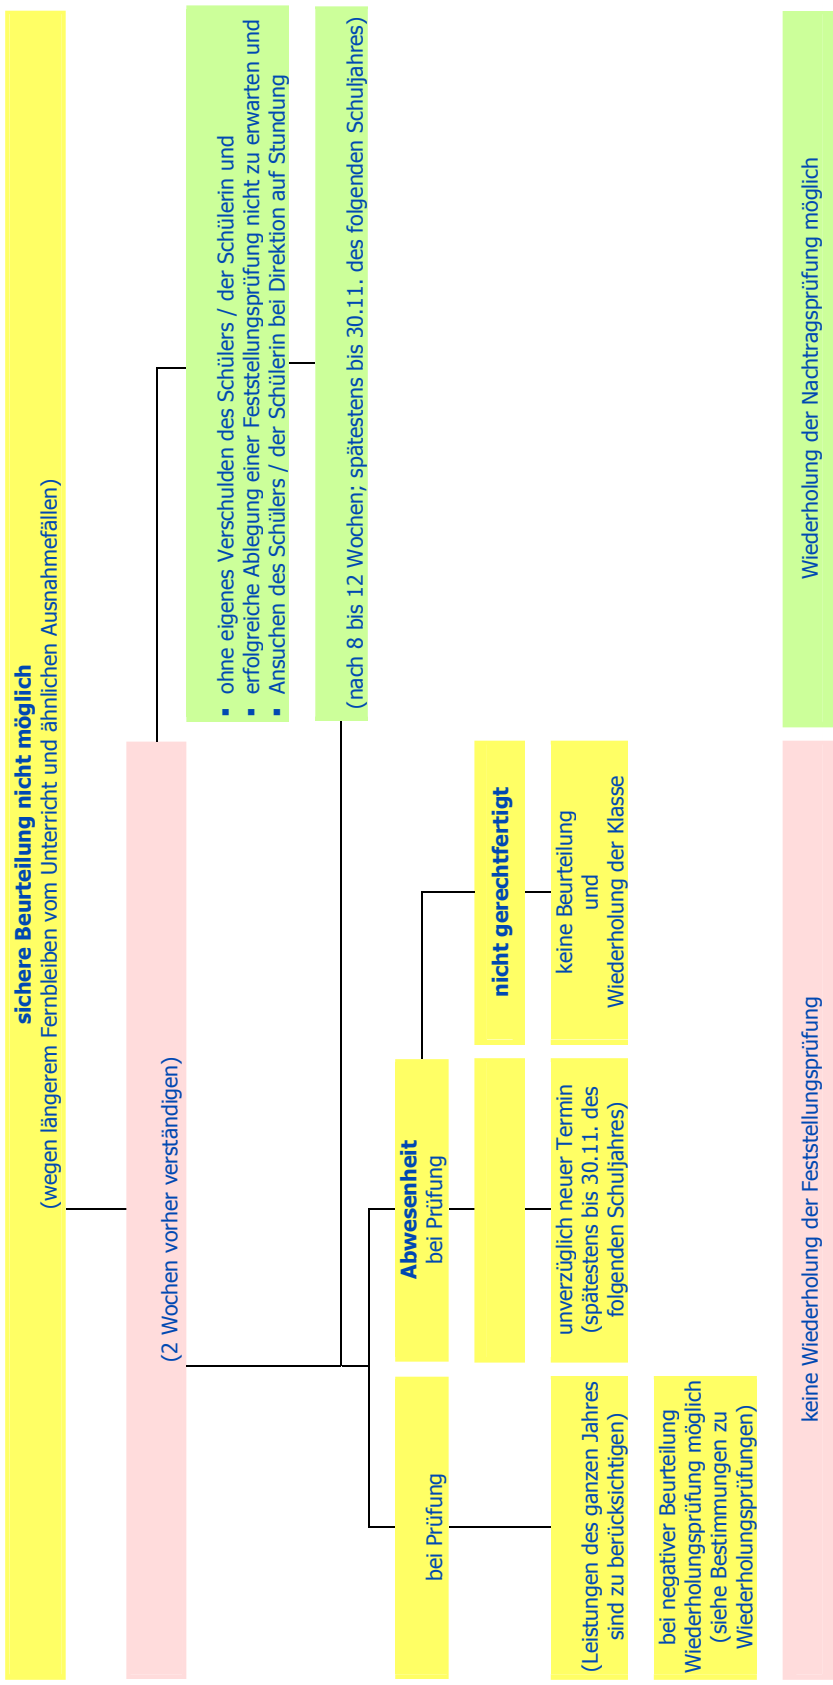 sichere Beurteilung nicht möglich
(wegen längerem Fernbleiben vom Unterricht und ähnlichen Ausnahmefällen)
(2 Wochen vorher verständigen)
▪ ohne eigenes Verschulden des Schülers / der Schülerin und
▪ erfolgreiche Ablegung einer Feststellungsprüfung nicht zu erwarten und
▪ Ansuchen des Schülers / der Schülerin bei Direktion auf Stundung
(nach 8 bis 12 Wochen; spätestens bis 30.11. des folgenden Schuljahres)
bei Prüfung
Abwesenheit
bei Prüfung
nicht gerechtfertigt
(Leistungen des ganzen Jahres
sind zu berücksichtigen)
unverzüglich neuer Termin
(spätestens bis 30.11. des
folgenden Schuljahres)
keine Beurteilung
und
Wiederholung der Klasse
bei negativer Beurteilung
Wiederholungsprüfung möglich
(siehe Bestimmungen zu
Wiederholungsprüfungen)
keine Wiederholung der Feststellungsprüfung
Wiederholung der Nachtragsprüfung möglich